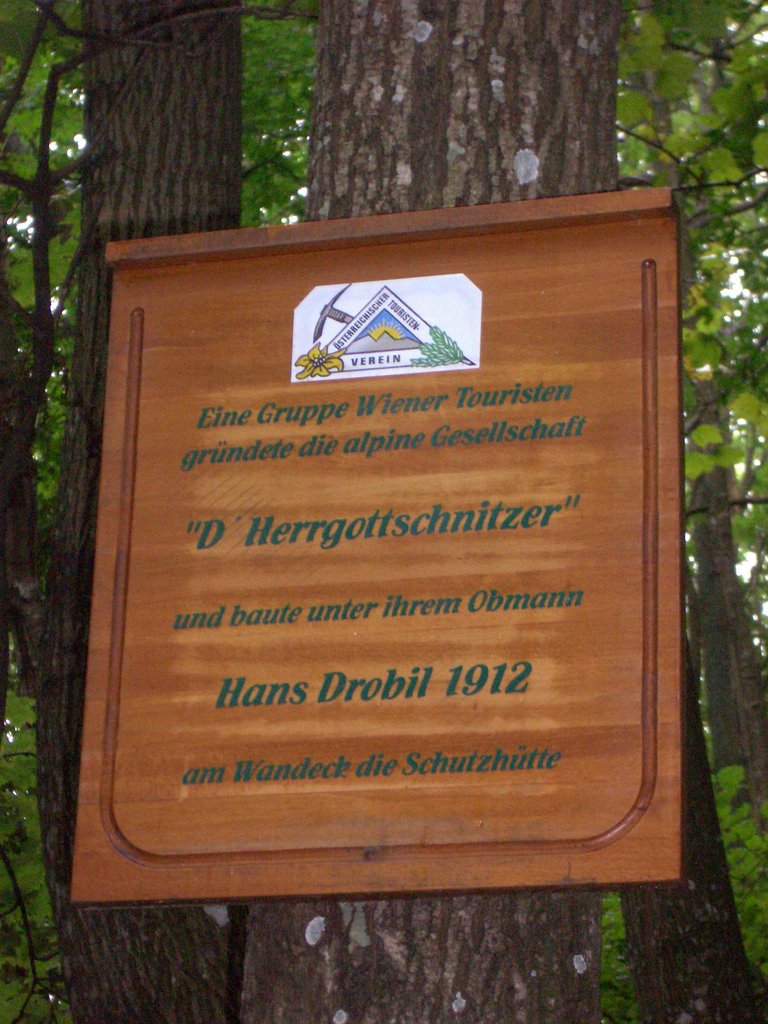 ÖSTERREICHISCHER
TOURISTEN-
VEREIN
Eine Gruppe Wiener Touristen
gründete die alpine Gesellschaft
"D´Herrgottschnitzer"
und baute unter ihrem Obmann
Hans Drobil 1912
am Wandeck die Schutzhütte